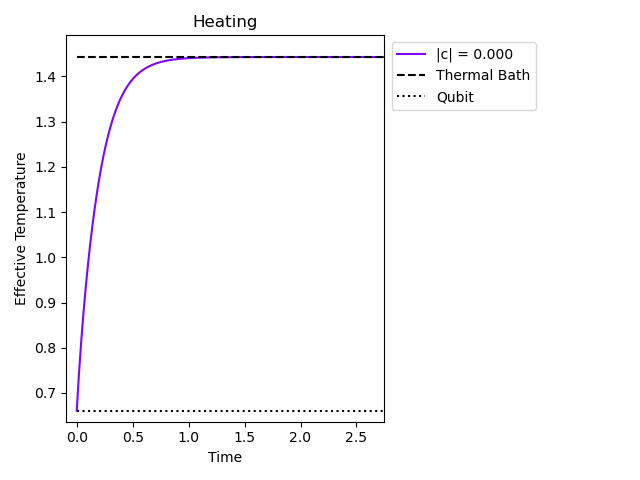 Heating
|c| = 0.000
Thermal Bath
Qubit
Effective Temperature
1.4
1.3
1.2
1.1
1.0
0.9
0.8
0.7
0.0 0.5 1.0 1.5 2.0 2.5
Time